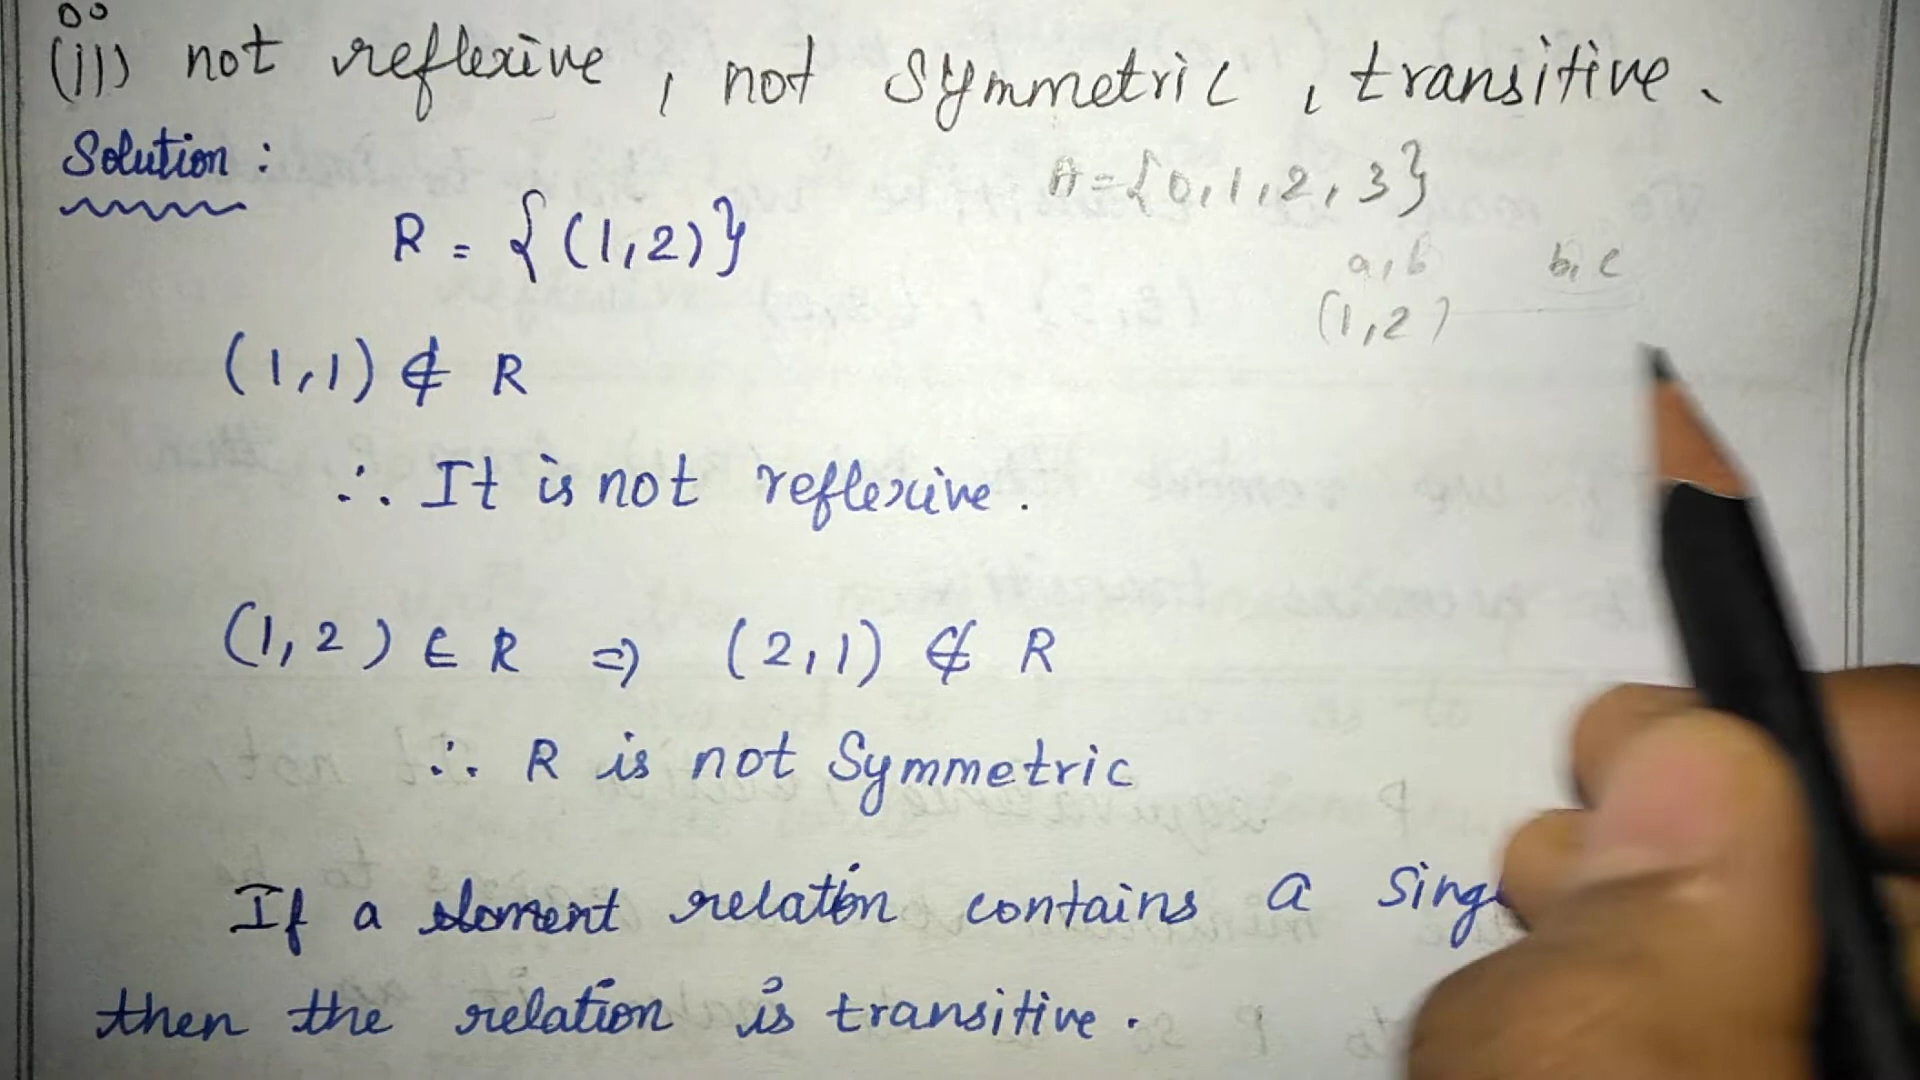 (ii) not reflexive, not Symmetric, transitive.
Solution:
A={0,1,2,3}
R = {(1,2)}
a,b b,c
(1,2)
(1,1) ∉ R
∴ It is not reflexive.
(1,2) ∈ R ⇒ (2,1) ∉ R
∴ R is not Symmetric
If a element relation contains a Sing
then the relation is transitive.